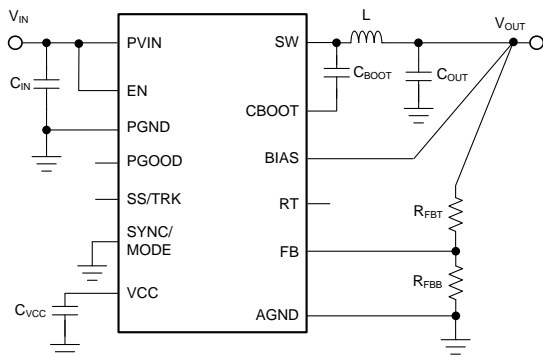 VIN
VOUT
L
PVIN
SW
CIN
CBOOT
COUT
EN
CBOOT
PGND
PGOOD
BIAS
SS/TRK
RT
RFBT
SYNC/
MODE
FB
RFBB
VCC
AGND
CVCC